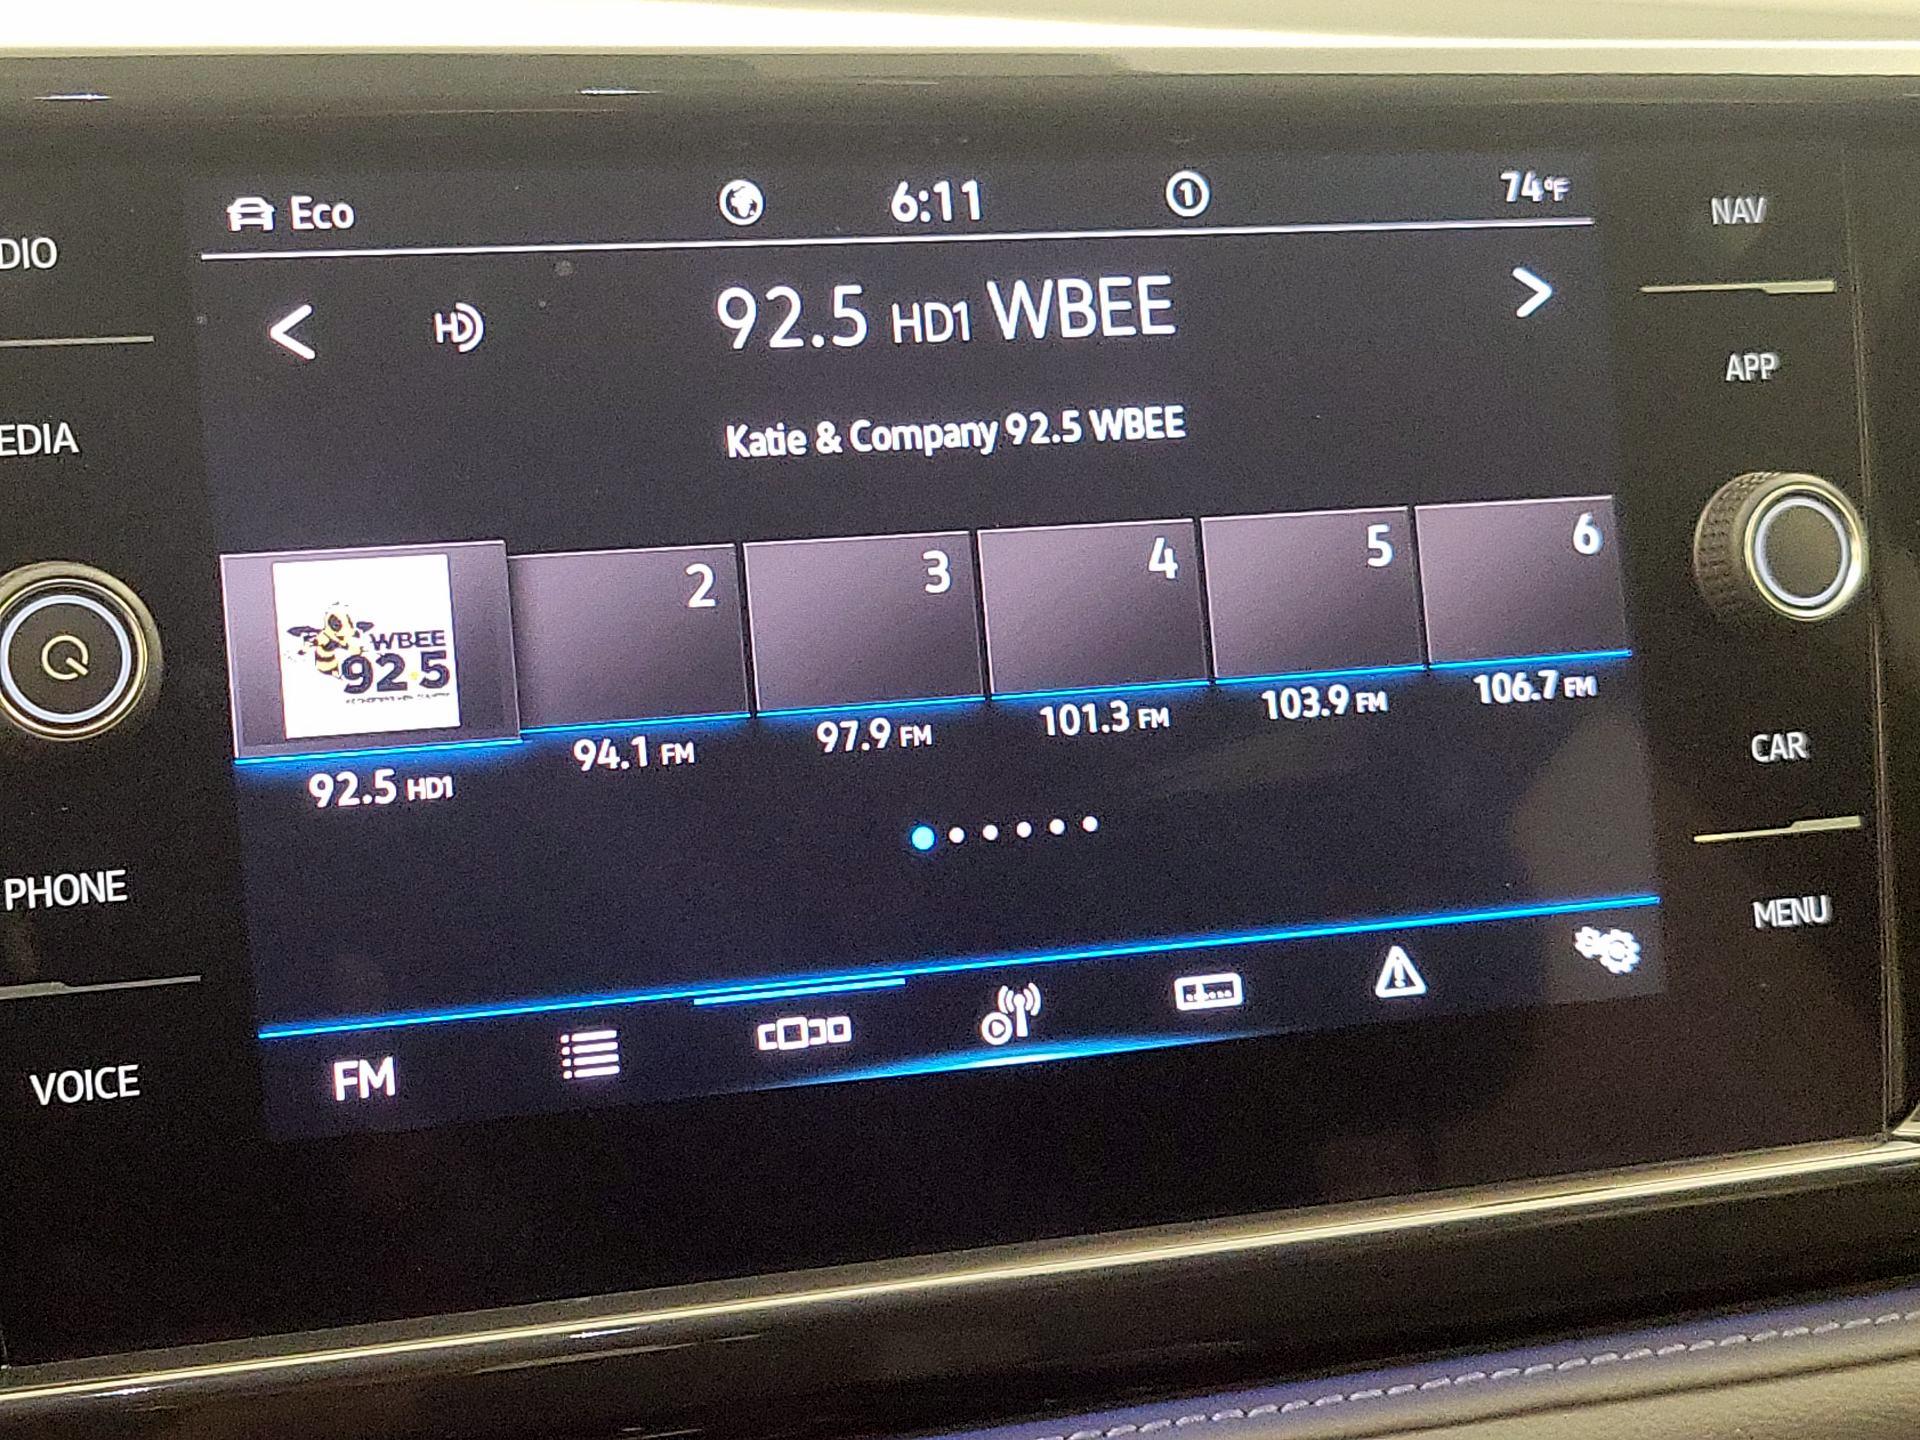 Eco 6:11 1 74°F
NAV
DIO
HD 92.5 HD1 WBEE
APP
EDIA
Katie & Company 92.5 WBEE
2 3 4 5 6
WBEE
92.5
92.5 HD1 94.1 FM 97.9 FM 101.3 FM 103.9 FM 106.7 FM
CAR
PHONE
MENU
VOICE
FM